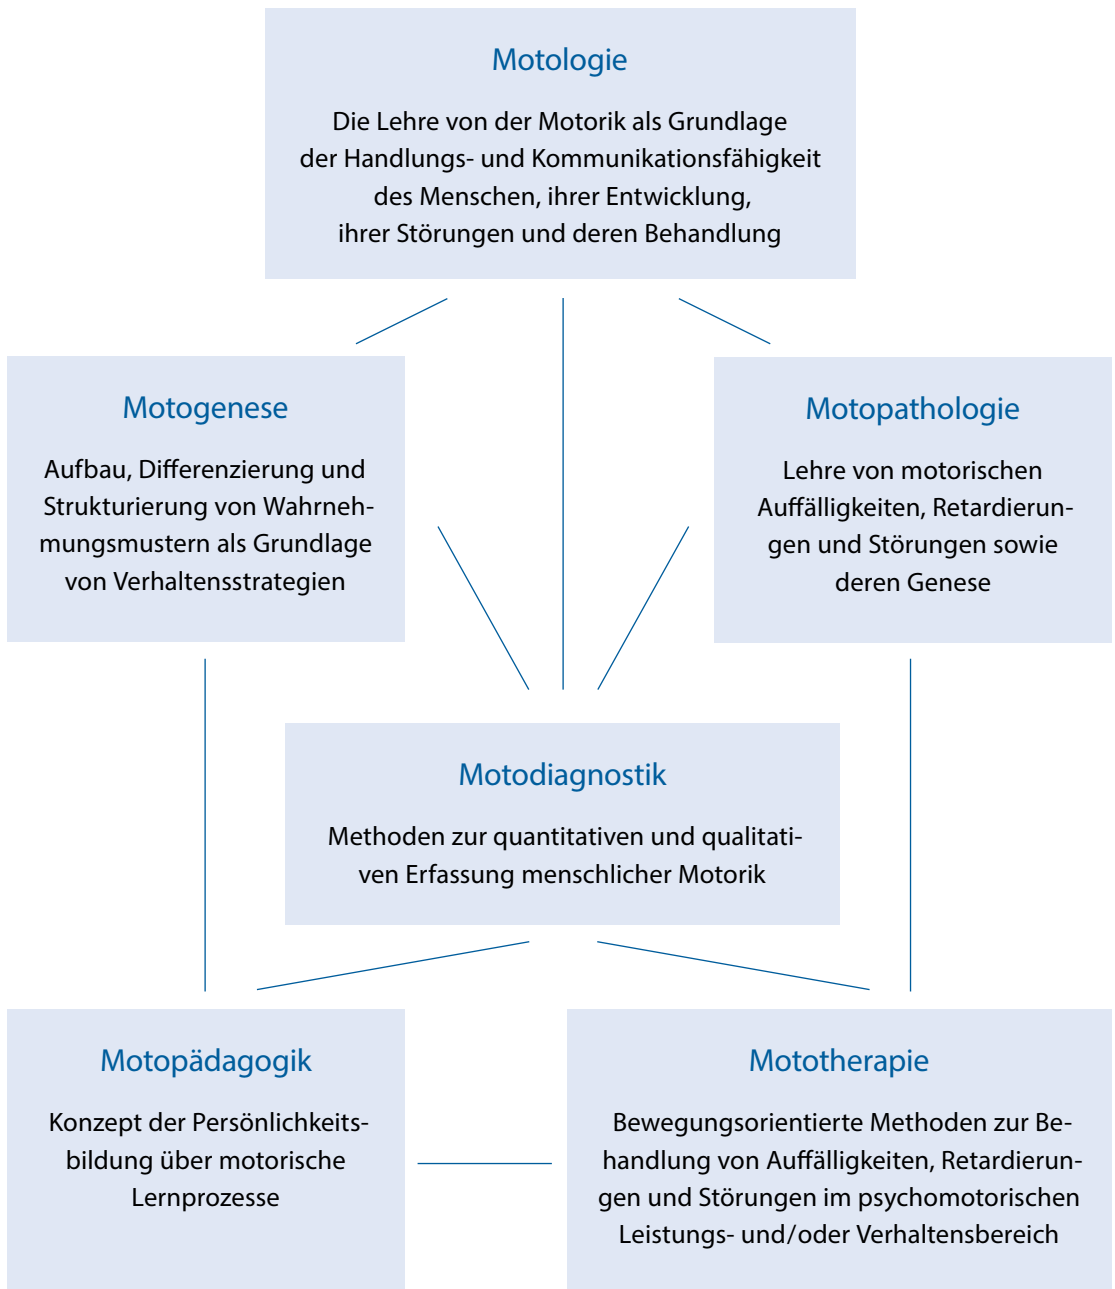 Motologie
Die Lehre von der Motorik als Grundlage
der Handlungs- und Kommunikationsfähigkeit
des Menschen, ihrer Entwicklung,
ihrer Störungen und deren Behandlung
Motogenese
Aufbau, Differenzierung und
Strukturierung von Wahrneh-
mungsmustern als Grundlage
von Verhaltensstrategien
Motopathologie
Lehre von motorischen
Auffälligkeiten, Retardierun-
gen und Störungen sowie
deren Genese
Motodiagnostik
Methoden zur quantitativen und qualitati-
ven Erfassung menschlicher Motorik
Motopädagogik
Konzept der Persönlichkeits-
bildung über motorische
Lernprozesse
Mototherapie
Bewegungsorientierte Methoden zur Be-
handlung von Auffälligkeiten, Retardierun-
gen und Störungen im psychomotorischen
Leistungs- und/oder Verhaltensbereich